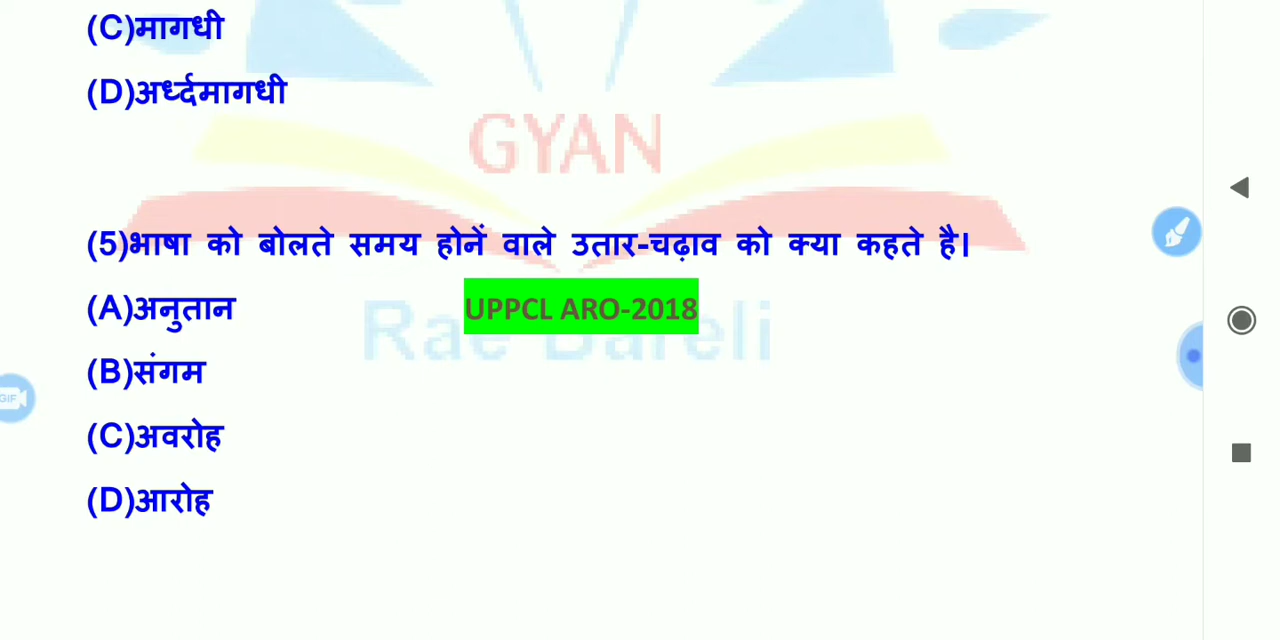 (C)मागधी
(D)अर्ध्दमागधी
GYAN
(5)भाषा को बोलते समय होनें वाले उतार-चढ़ाव को क्या कहते है।
(A)अनुतान
UPPCL ARO-2018
Rae Bareli
(B)संगम
(C)अवरोह
(D)आरोह
GIF